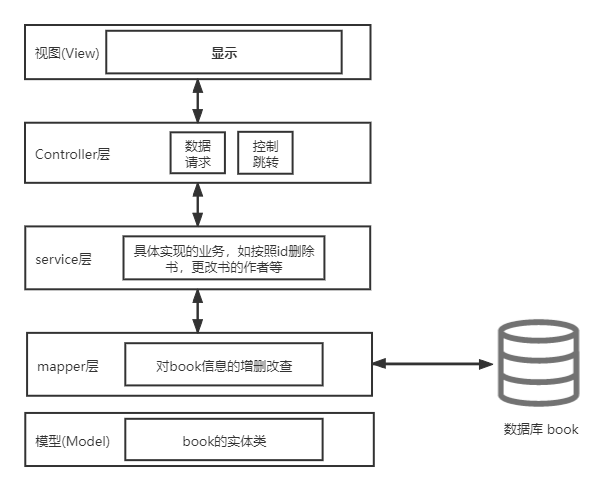 视图(View)
显示
Controller层
数据
请求
控制
跳转
service层
具体实现的业务，如按照id删除
书，更改书的作者等
mapper层
对book信息的增删改查
数据库 book
模型(Model)
book的实体类